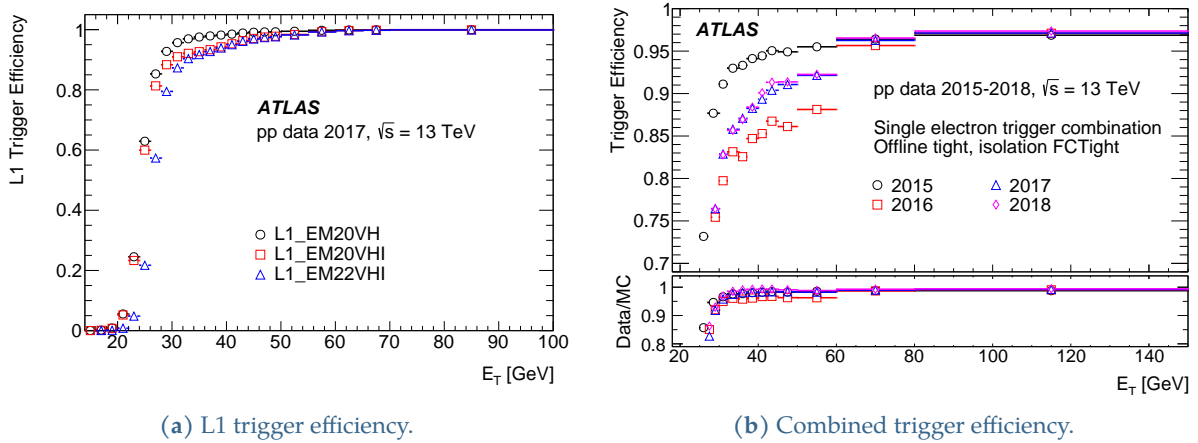 L1 Trigger Efficiency
1
0.8
0.6
0.4
0.2
0
ATLAS
pp data 2017, √s = 13 TeV
L1_EM20VH
L1_EM20VHI
L1_EM22VHI
20 30 40 50 60 70 80 90 100
E_T [GeV]
(a) L1 trigger efficiency.
Trigger Efficiency
1
0.95
0.9
0.85
0.8
0.75
0.7
ATLAS
pp data 2015-2018, √s = 13 TeV
Single electron trigger combination
Offline tight, isolation FCTight
2015 2017
2016 2018
Data/MC
1
0.9
0.8
20 40 60 80 100 120 140
E_T [GeV]
(b) Combined trigger efficiency.